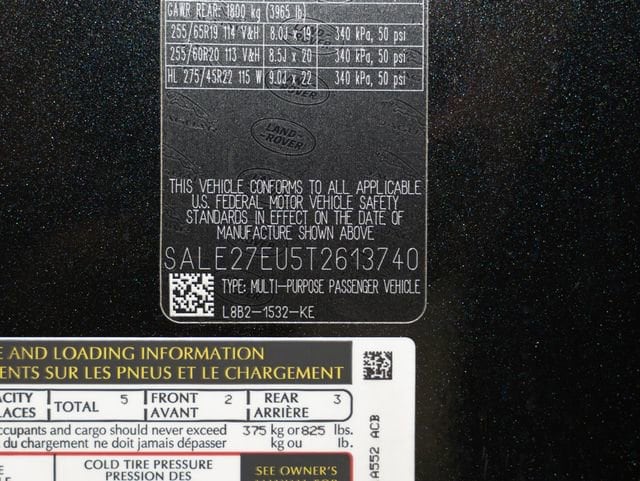 GAWR REAR: 1800 kg (3965 lb)
255/65R19 114 V&H 8.0J x 19 340 kPa, 50 psi
255/60R20 113 V&H 8.5J x 20 340 kPa, 50 psi
HL 275/45R22 115 W 9.0J x 22 340 kPa, 50 psi
LAND-
ROVER
THIS VEHICLE CONFORMS TO ALL APPLICABLE
U.S. FEDERAL MOTOR VEHICLE SAFETY
STANDARDS IN EFFECT ON THE DATE OF
MANUFACTURE SHOWN ABOVE
SALE27EU5T2613740
TYPE: MULTI-PURPOSE PASSENGER VEHICLE
L8B2-1532-KE
E AND LOADING INFORMATION
ENTS SUR LES PNEUS ET LE CHARGEMENT
ACITY TOTAL 5 FRONT 2 REAR 3
LACES AVANT ARRIÈRE
ccupants and cargo should never exceed 375 kg or 825 lbs.
du chargement ne doit jamais dépasser kg ou lb.
COLD TIRE PRESSURE
PRESSION DES
SEE OWNER'S
MANUAL FOR
A552 ACB